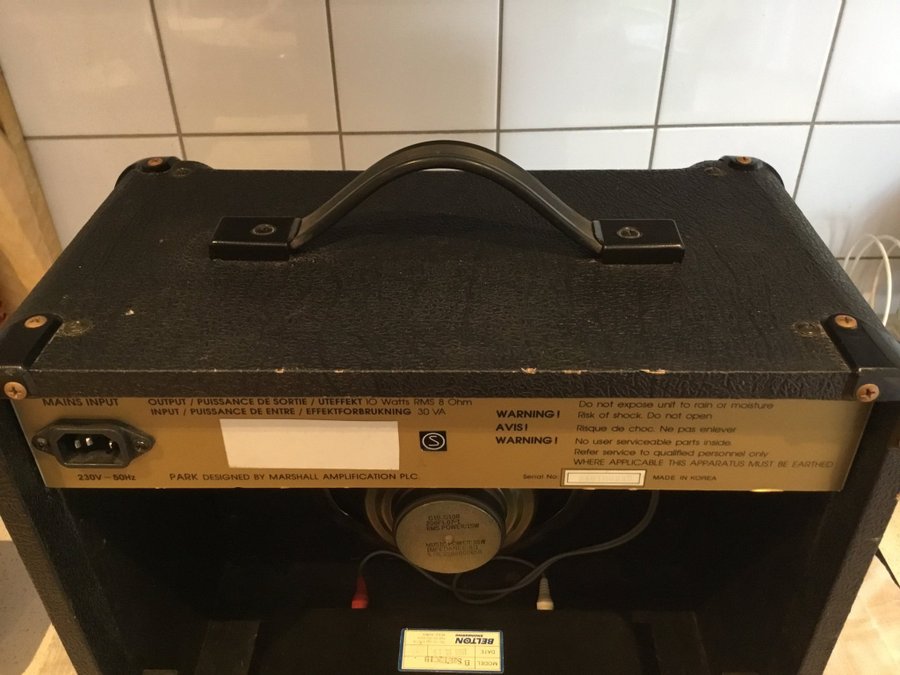 MAINS INPUT
OUTPUT / PUISSANCE DE SORTIE / UTEFFEKT 10 Watts RMS 8 Ohm
INPUT / PUISSANCE DE ENTRE / EFFEKTFORBRUKNING 30 VA
230V~50Hz
S
PARK DESIGNED BY MARSHALL AMPLIFICATION PLC
Do not expose unit to rain or moisture
WARNING! Risk of shock. Do not open
AVIS! Risque de choc. Ne pas enlever
WARNING! No user serviceable parts inside.
Refer service to qualified personnel only
WHERE APPLICABLE THIS APPARATUS MUST BE EARTHED
Serial No
MADE IN KOREA
RMS POWER/15W
BELTON
ENGINEERING
DATE
MODEL